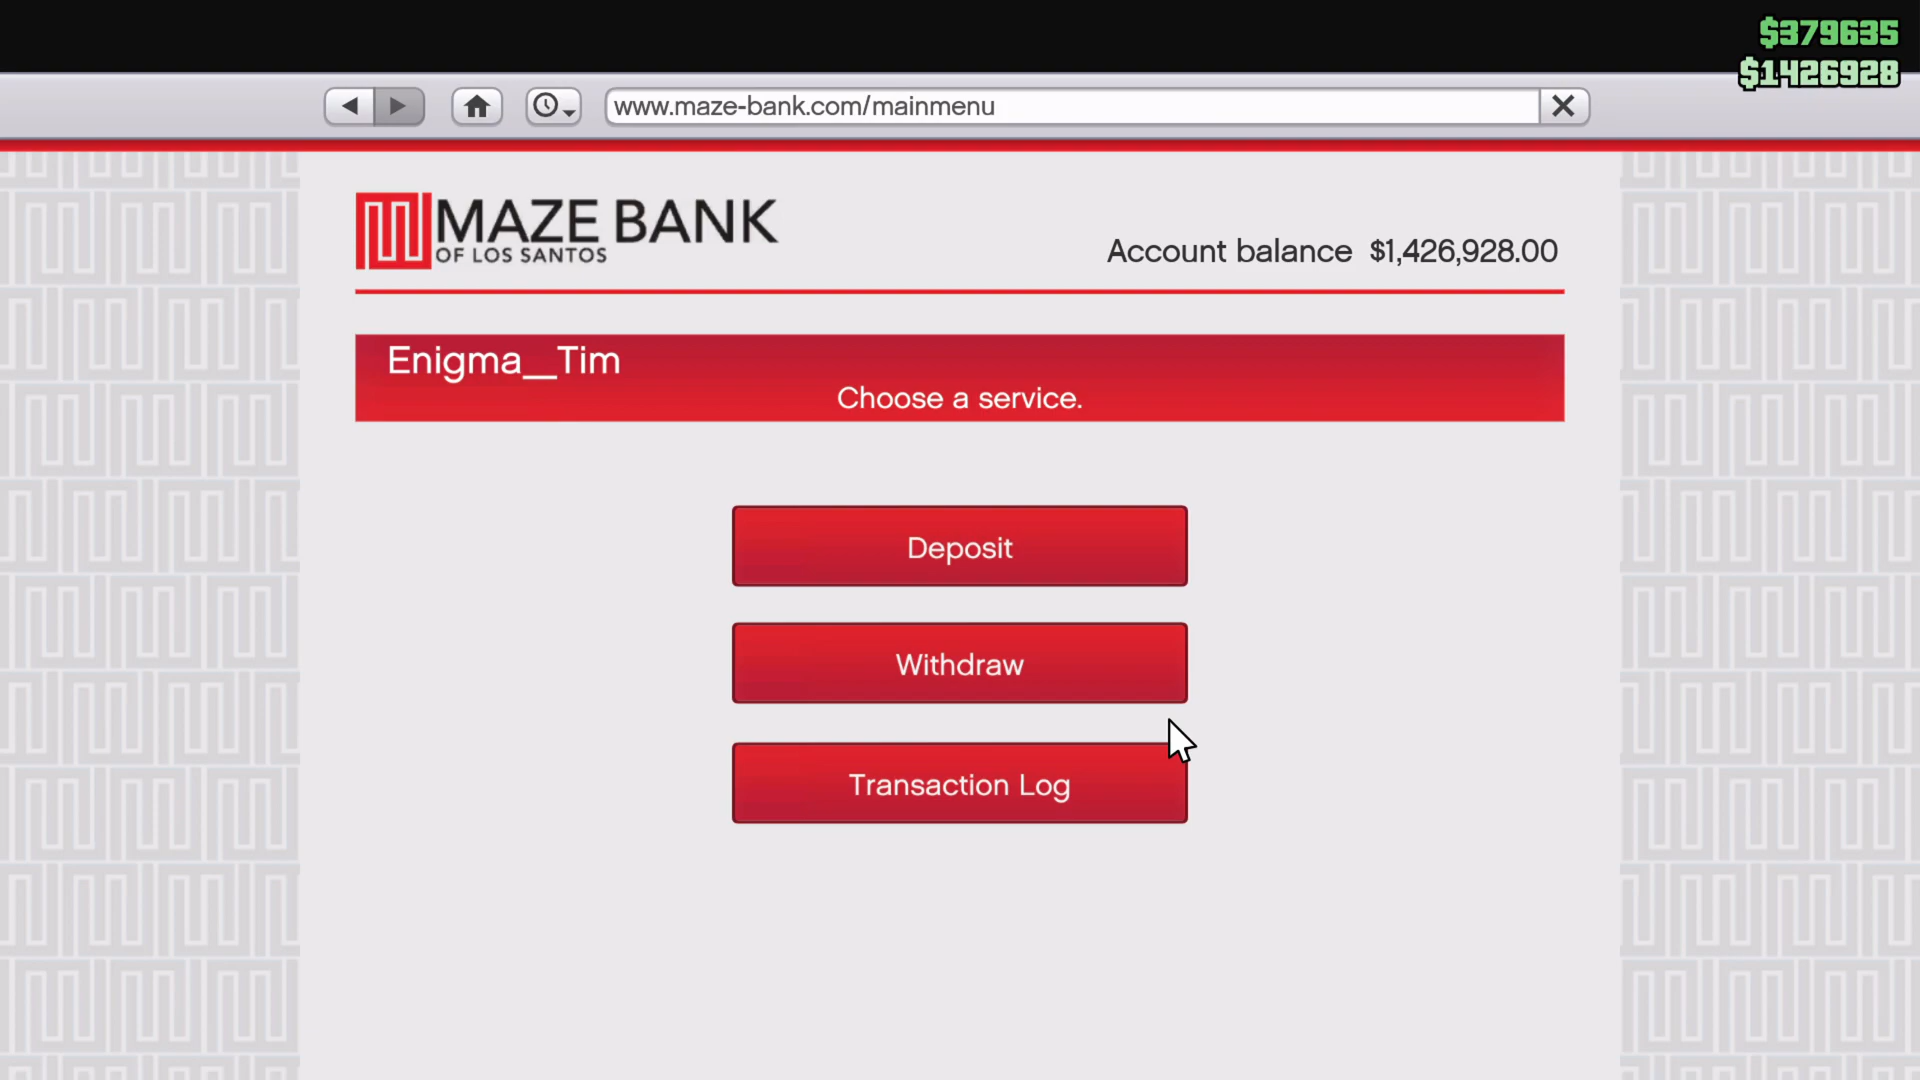 $379635
$1426928
www.maze-bank.com/mainmenu
MAZE BANK
OF LOS SANTOS
Account balance $1,426,928.00
Enigma__Tim
Choose a service.
Deposit
Withdraw
Transaction Log